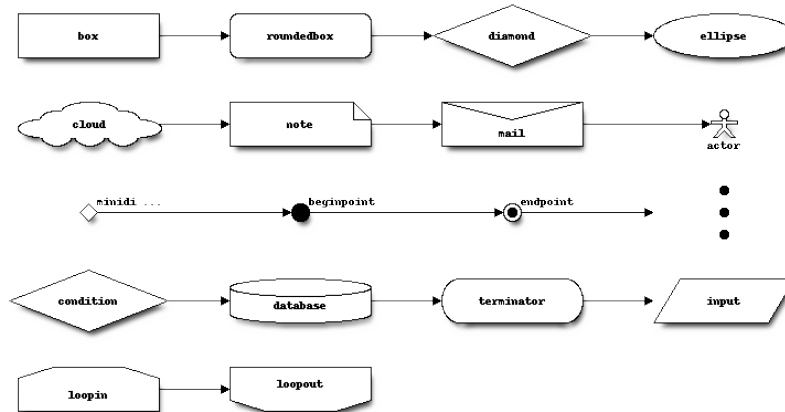 box
roundedbox
diamond
ellipse
cloud
note
mail
actor
minidi ...
beginpoint
endpoint
condition
database
terminator
input
loopin
loopout